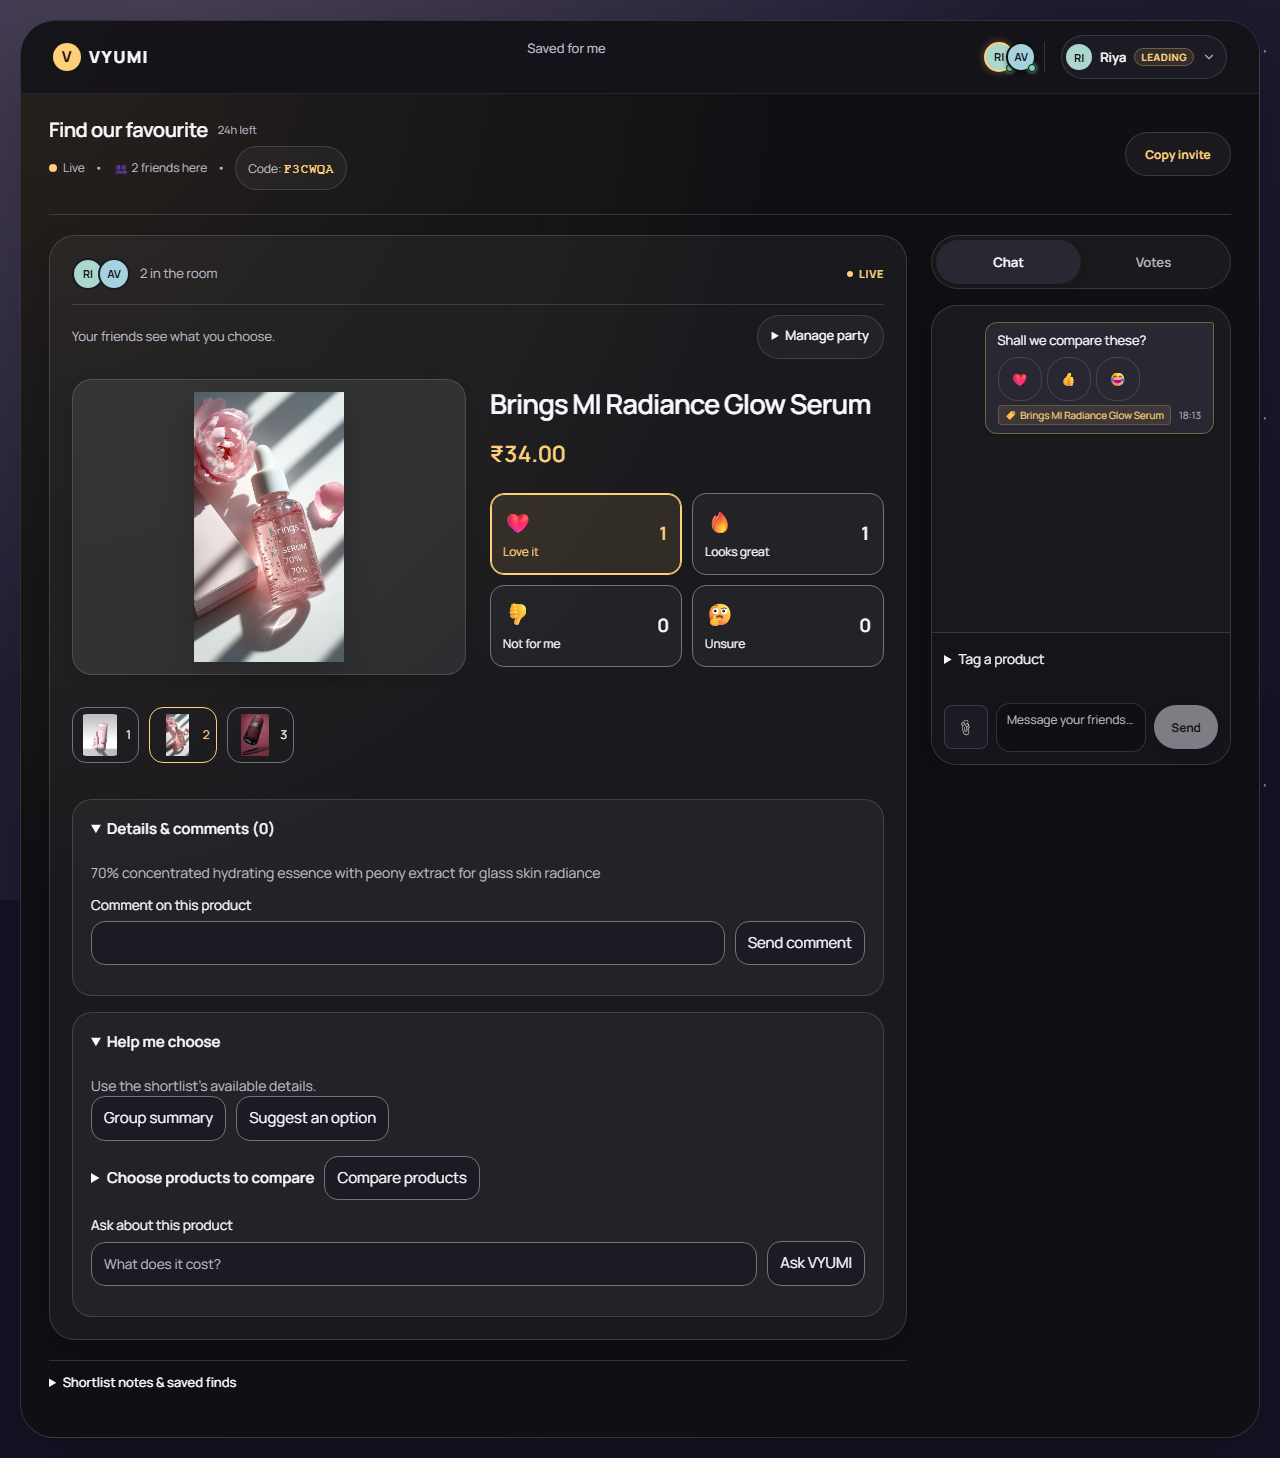 V VYUMI
Saved for me
RI AV
RI Riya LEADING
Find our favourite 24h left
Live • 2 friends here • Code: F3CWQA
Copy invite
RI AV 2 in the room
LIVE
Your friends see what you choose.
Manage party
Brings MI Radiance Glow Serum
₹34.00
Love it 1
Looks great 1
Not for me 0
Unsure 0
brings
SERUM
70%
70%
1
2
3
Details & comments (0)
70% concentrated hydrating essence with peony extract for glass skin radiance
Comment on this product
Send comment
Help me choose
Use the shortlist's available details.
Group summary
Suggest an option
Choose products to compare
Compare products
Ask about this product
What does it cost?
Ask VYUMI
Shortlist notes & saved finds
Chat
Votes
Shall we compare these?
Brings MI Radiance Glow Serum 18:13
Tag a product
Message your friends...
Send